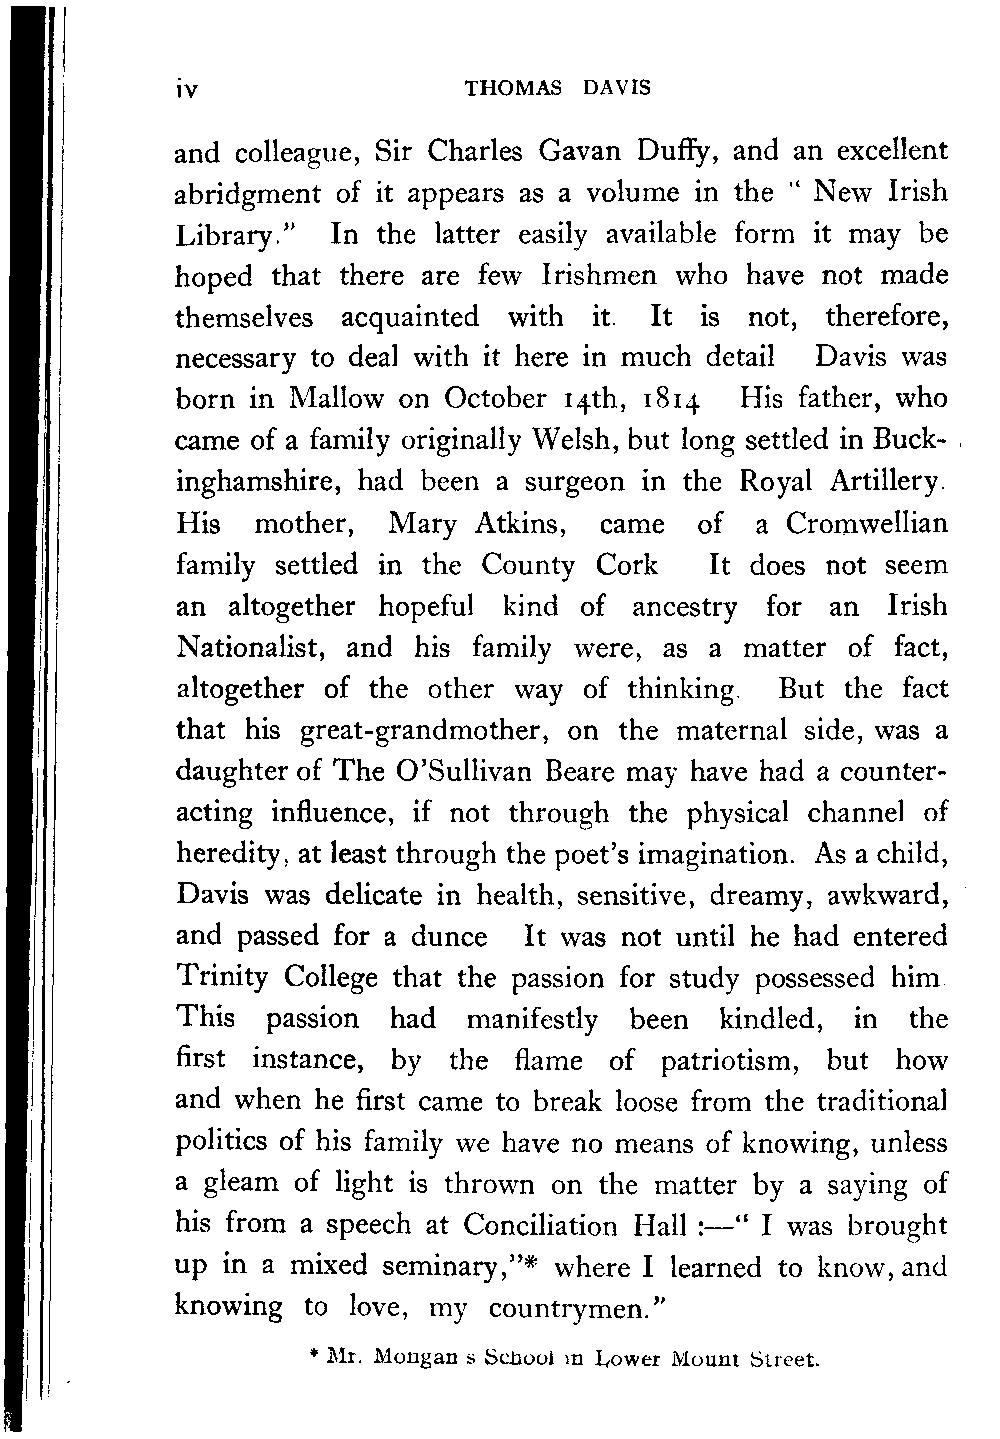 iv THOMAS DAVIS
and colleague, Sir Charles Gavan Duffy, and an excellent
abridgment of it appears as a volume in the " New Irish
Library." In the latter easily available form it may be
hoped that there are few Irishmen who have not made
themselves acquainted with it. It is not, therefore,
necessary to deal with it here in much detail Davis was
born in Mallow on October 14th, 1814 His father, who
came of a family originally Welsh, but long settled in Buck-
inghamshire, had been a surgeon in the Royal Artillery.
His mother, Mary Atkins, came of a Cromwellian
family settled in the County Cork It does not seem
an altogether hopeful kind of ancestry for an Irish
Nationalist, and his family were, as a matter of fact,
altogether of the other way of thinking. But the fact
that his great-grandmother, on the maternal side, was a
daughter of The O'Sullivan Beare may have had a counter-
acting influence, if not through the physical channel of
heredity, at least through the poet's imagination. As a child,
Davis was delicate in health, sensitive, dreamy, awkward,
and passed for a dunce It was not until he had entered
Trinity College that the passion for study possessed him
This passion had manifestly been kindled, in the
first instance, by the flame of patriotism, but how
and when he first came to break loose from the traditional
politics of his family we have no means of knowing, unless
a gleam of light is thrown on the matter by a saying of
his from a speech at Conciliation Hall :—" I was brought
up in a mixed seminary,"* where I learned to know, and
knowing to love, my countrymen."
* Mr. Mongan s School in Lower Mount Street.